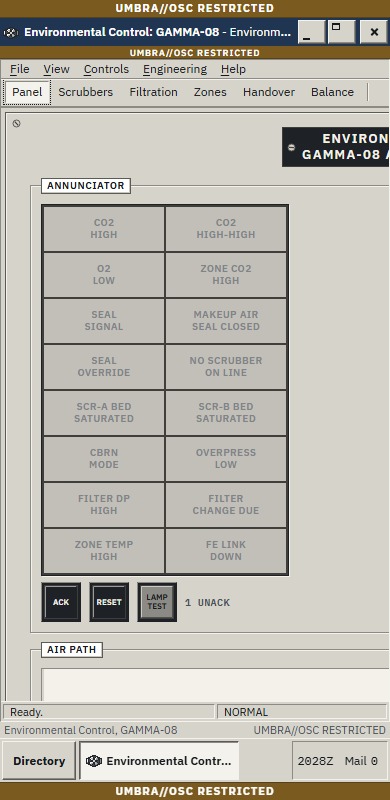 UMBRA//OSC RESTRICTED
Environmental Control: GAMMA-08 - Environm...
UMBRA//OSC RESTRICTED
File View Controls Engineering Help
Panel Scrubbers Filtration Zones Handover Balance
ENVIRON
GAMMA-08 A
ANNUNCIATOR
CO2
HIGH
CO2
HIGH-HIGH
O2
LOW
ZONE CO2
HIGH
SEAL
SIGNAL
MAKEUP AIR
SEAL CLOSED
SEAL
OVERRIDE
NO SCRUBBER
ON LINE
SCR-A BED
SATURATED
SCR-B BED
SATURATED
CBRN
MODE
OVERPRESS
LOW
FILTER DP
HIGH
FILTER
CHANGE DUE
ZONE TEMP
HIGH
FE LINK
DOWN
ACK
RESET
LAMP
TEST
1 UNACK
AIR PATH
Ready.
NORMAL
Environmental Control, GAMMA-08
UMBRA//OSC RESTRICTED
Directory
Environmental Contr...
2028Z Mail 0
UMBRA//OSC RESTRICTED